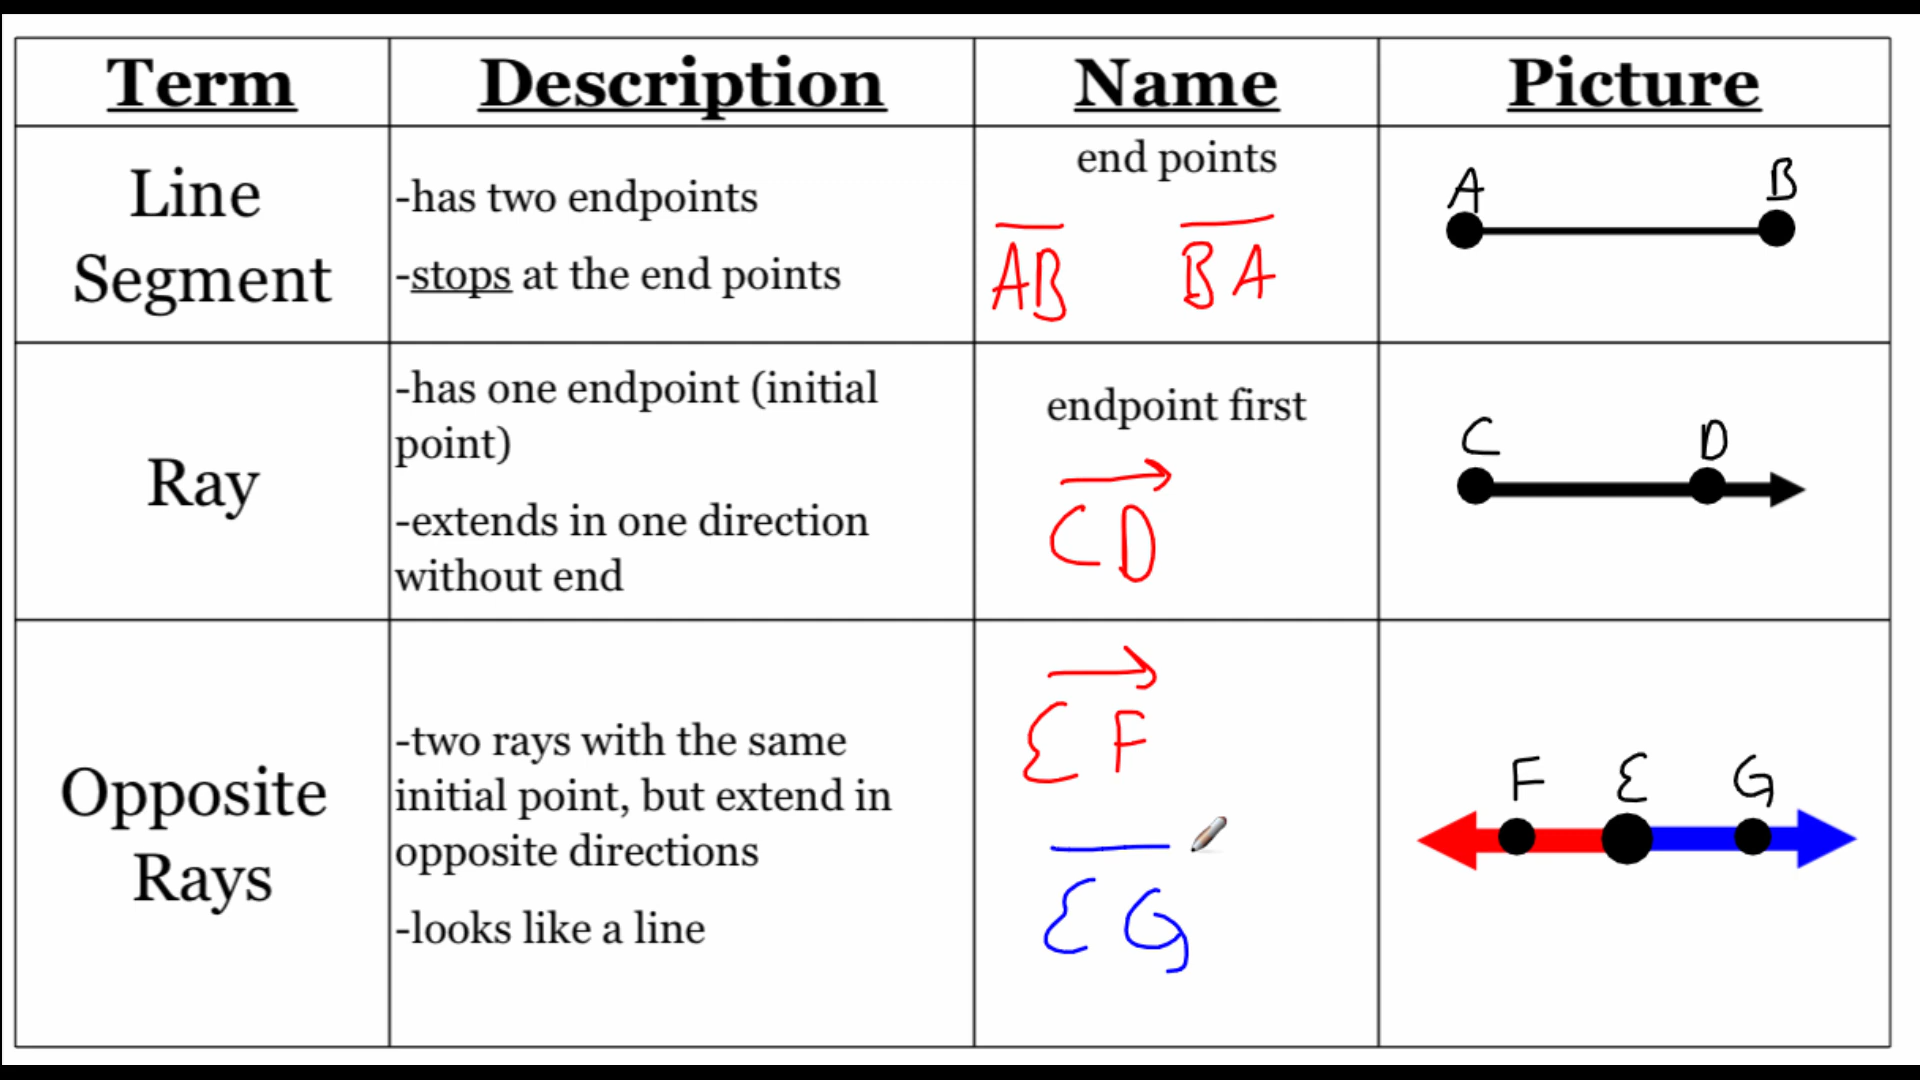 Term
Description
Name
Picture
Line
Segment
-has two endpoints
-stops at the end points
end points
AB
BA
A
B
Ray
-has one endpoint (initial
point)
-extends in one direction
without end
endpoint first
CD
C
D
Opposite
Rays
-two rays with the same
initial point, but extend in
opposite directions
-looks like a line
EF
EG
F
E
G